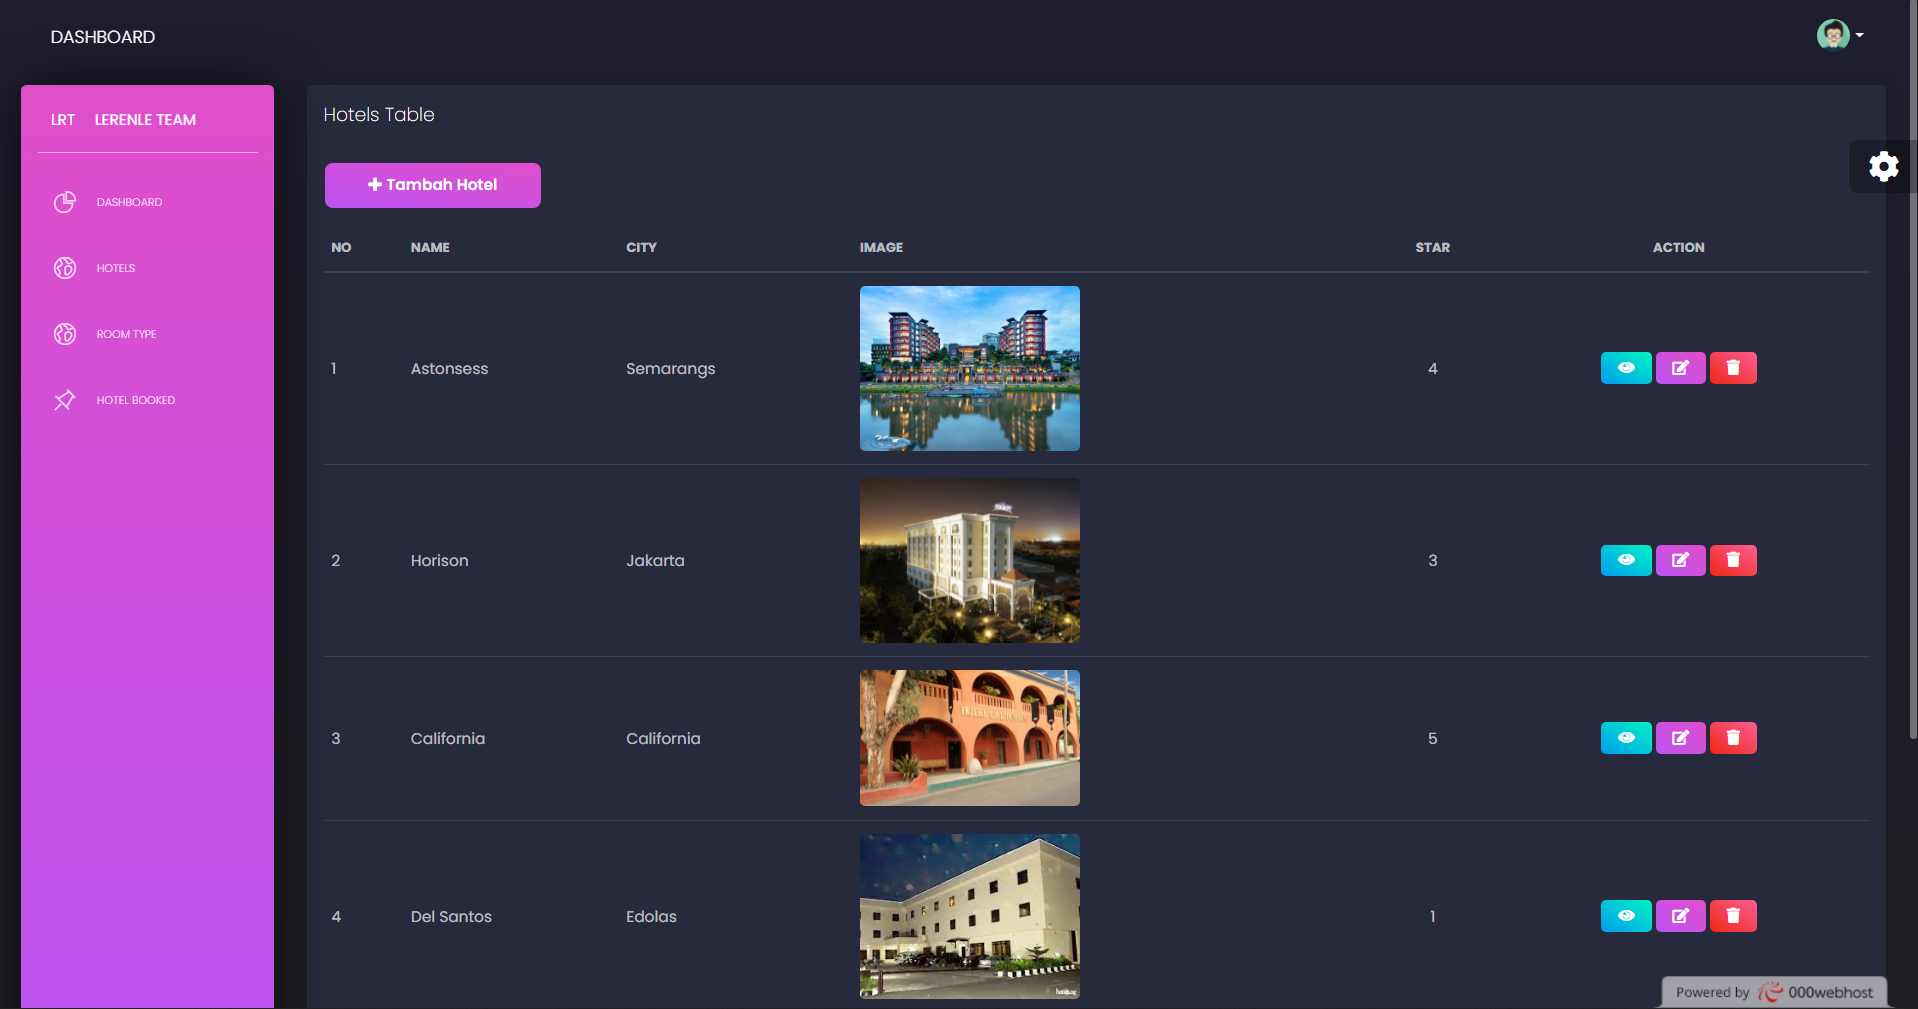 DASHBOARD
LRT LERENLE TEAM
DASHBOARD
HOTELS
ROOM TYPE
HOTEL BOOKED
Hotels Table
Tambah Hotel
NO NAME CITY IMAGE STAR ACTION
1 Astonsess Semarangs 4
2 Horison Jakarta 3
3 California California 5
HOTEL CALIFORNIA
4 Del Santos Edolas 1
Powered by 000webhost